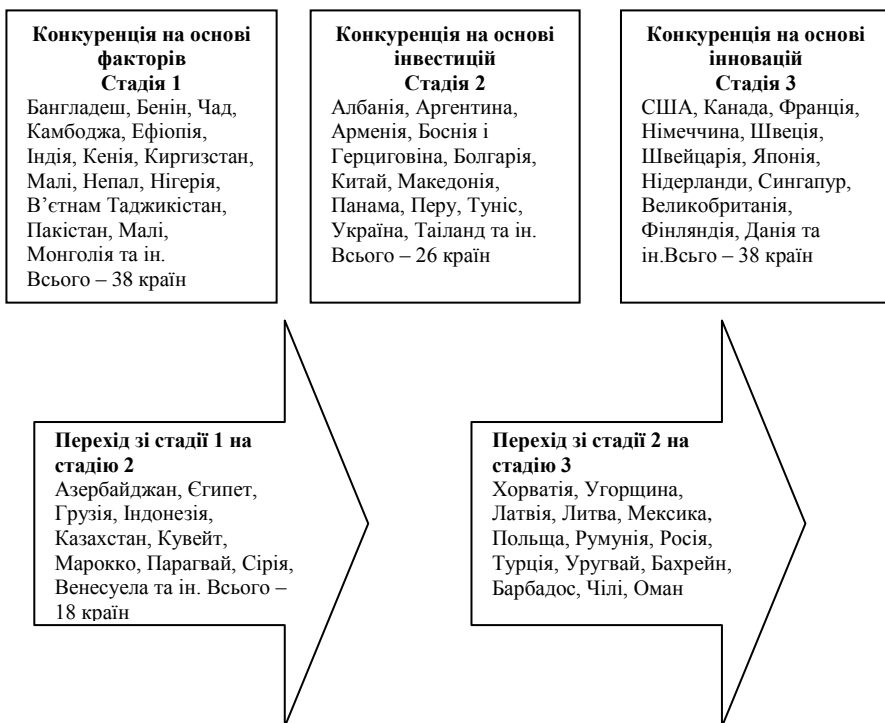 Конкуренція на основі
факторів
Стадія 1
Бангладеш, Бенін, Чад,
Камбоджа, Ефіопія,
Індія, Кенія, Киргизстан,
Малі, Непал, Нігерія,
В’єтнам Таджикістан,
Пакістан, Малі,
Монголія та ін.
Всього – 38 країн
Конкуренція на основі
інвестицій
Стадія 2
Албанія, Аргентина,
Арменія, Боснія і
Герциговіна, Болгарія,
Китай, Македонія,
Панама, Перу, Туніс,
Україна, Таіланд та ін.
Всього – 26 країн
Конкуренція на основі
інновацій
Стадія 3
США, Канада, Франція,
Німеччина, Швеція,
Швейцарія, Японія,
Нідерланди, Сингапур,
Великобританія,
Фінляндія, Данія та
ін.Всьго – 38 країн
Перехід зі стадії 1 на
стадію 2
Азербайджан, Єгипет,
Грузія, Індонезія,
Казахстан, Кувейт,
Марокко, Парагвай, Сірія,
Венесуела та ін. Всього –
18 країн
Перехід зі стадії 2 на
стадію 3
Хорватія, Угорщина,
Латвія, Литва, Мексика,
Польща, Румунія, Росія,
Турція, Уругвай, Бахрейн,
Барбадос, Чілі, Оман